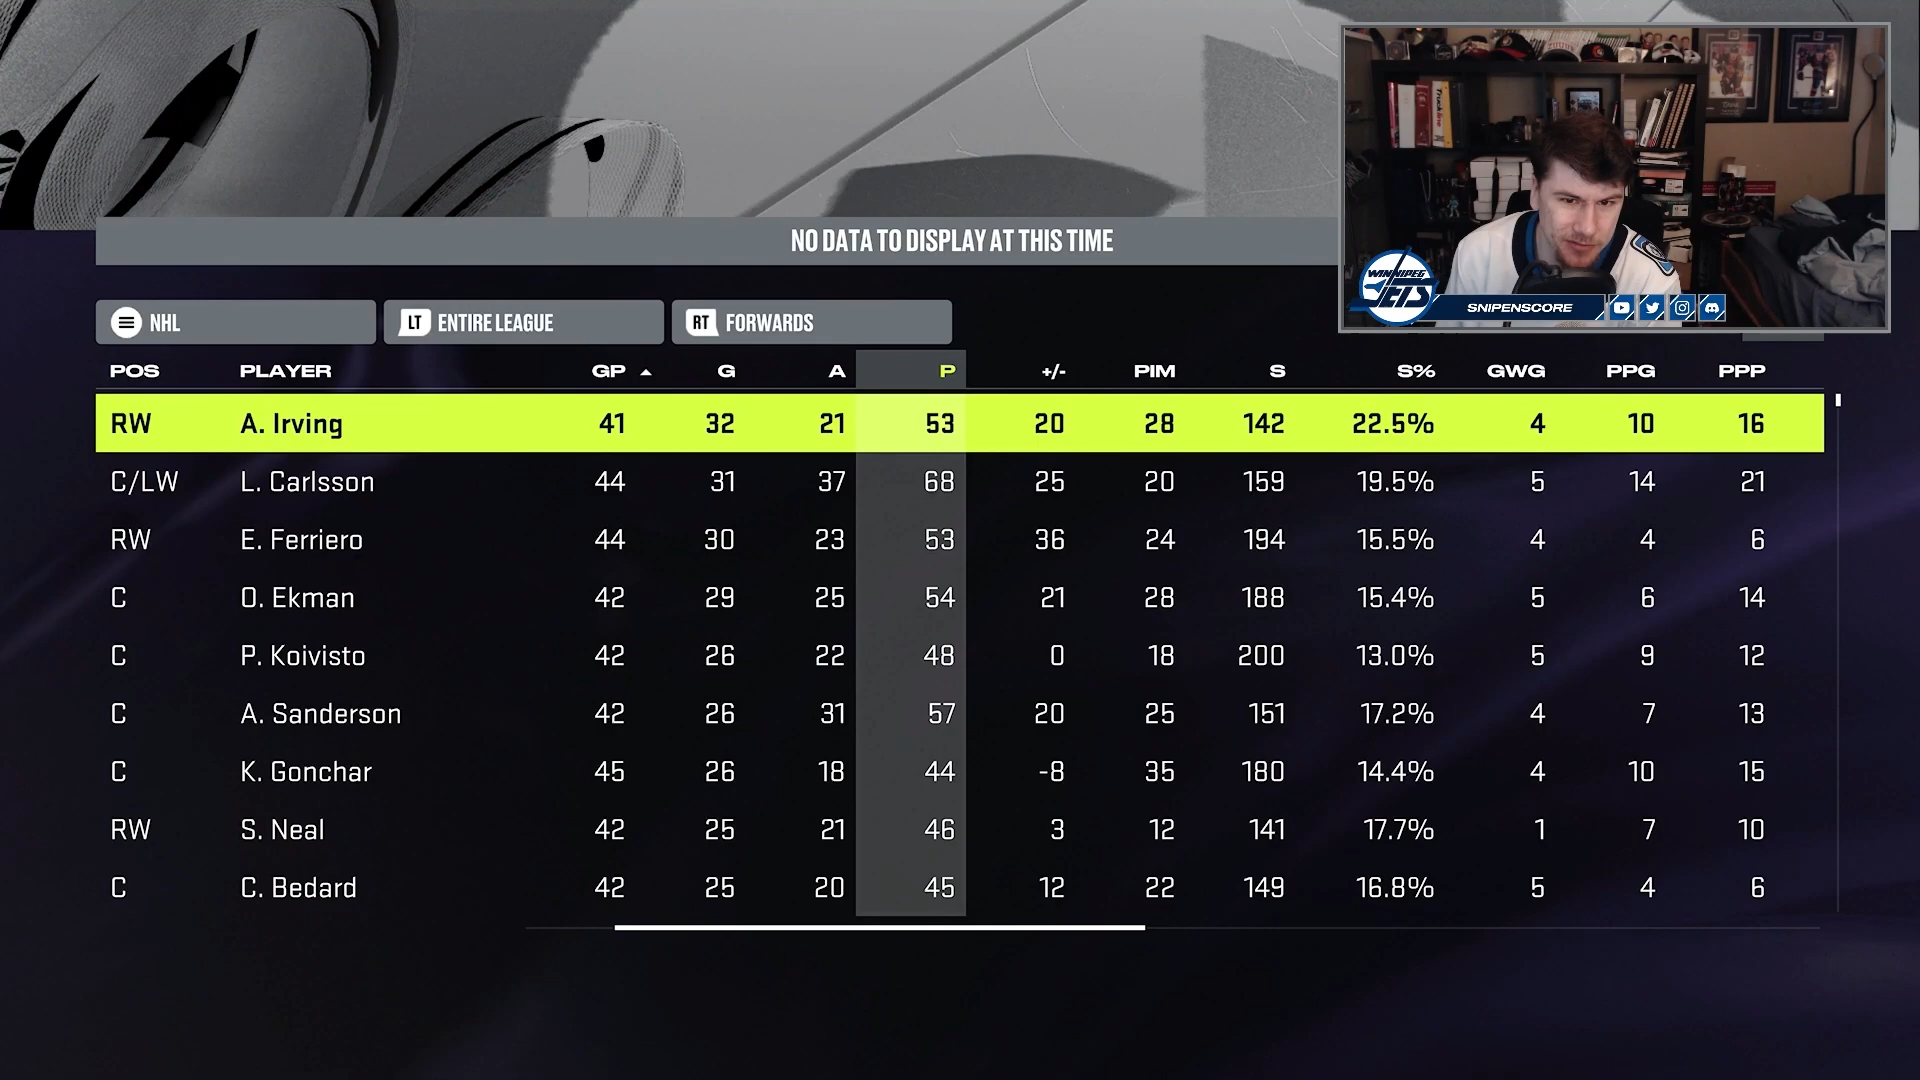 NO DATA TO DISPLAY AT THIS TIME
WINNIPEG
JETS
SNIPENSCORE
NHL LT ENTIRE LEAGUE RT FORWARDS
POS PLAYER GP G A P +/- PIM S S% GWG PPG PPP
RW A. Irving 41 32 21 53 20 28 142 22.5% 4 10 16
C/LW L. Carlsson 44 31 37 68 25 20 159 19.5% 5 14 21
RW E. Ferriero 44 30 23 53 36 24 194 15.5% 4 4 6
C O. Ekman 42 29 25 54 21 28 188 15.4% 5 6 14
C P. Koivisto 42 26 22 48 0 18 200 13.0% 5 9 12
C A. Sanderson 42 26 31 57 20 25 151 17.2% 4 7 13
C K. Gonchar 45 26 18 44 -8 35 180 14.4% 4 10 15
RW S. Neal 42 25 21 46 3 12 141 17.7% 1 7 10
C C. Bedard 42 25 20 45 12 22 149 16.8% 5 4 6